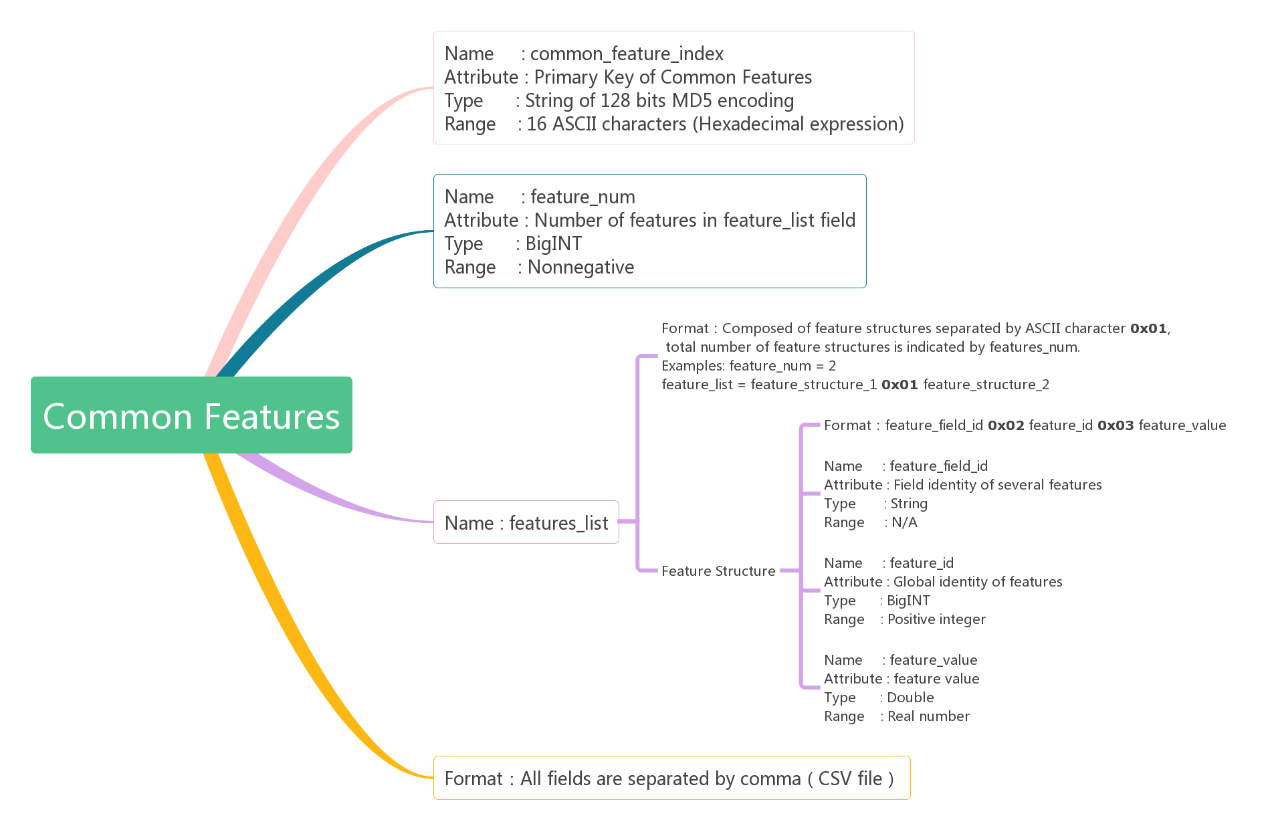 Common Features
Name : common_feature_index
Attribute : Primary Key of Common Features
Type : String of 128 bits MD5 encoding
Range : 16 ASCII characters (Hexadecimal expression)
Name : feature_num
Attribute : Number of features in feature_list field
Type : BigINT
Range : Nonnegative
Name : features_list
Format : Composed of feature structures separated by ASCII character 0x01,
total number of feature structures is indicated by features_num.
Examples: feature_num = 2
feature_list = feature_structure_1 0x01 feature_structure_2
Feature Structure
Format : feature_field_id 0x02 feature_id 0x03 feature_value
Name : feature_field_id
Attribute : Field identity of several features
Type : String
Range : N/A
Name : feature_id
Attribute : Global identity of features
Type : BigINT
Range : Positive integer
Name : feature_value
Attribute : feature value
Type : Double
Range : Real number
Format : All fields are separated by comma ( CSV file )